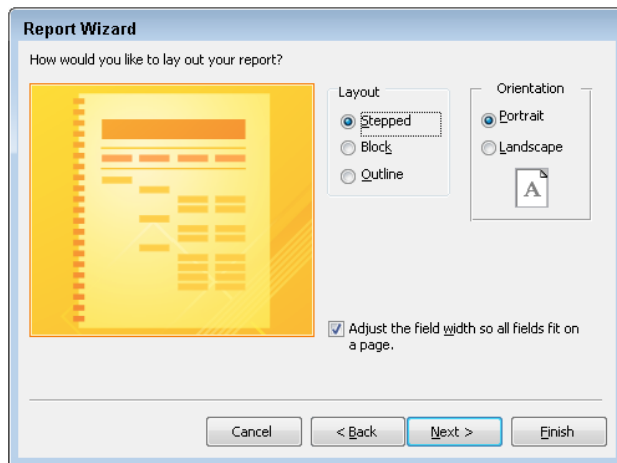 Report Wizard
How would you like to lay out your report?
Layout
Stepped
Block
Outline
Orientation
Portrait
Landscape
A
Adjust the field width so all fields fit on
a page.
Cancel
< Back
Next >
Finish